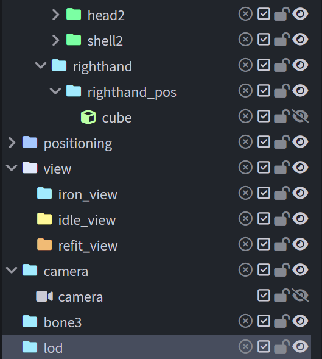 head2
shell2
righthand
righthand_pos
cube
positioning
view
iron_view
idle_view
refit_view
camera
camera
bone3
lod